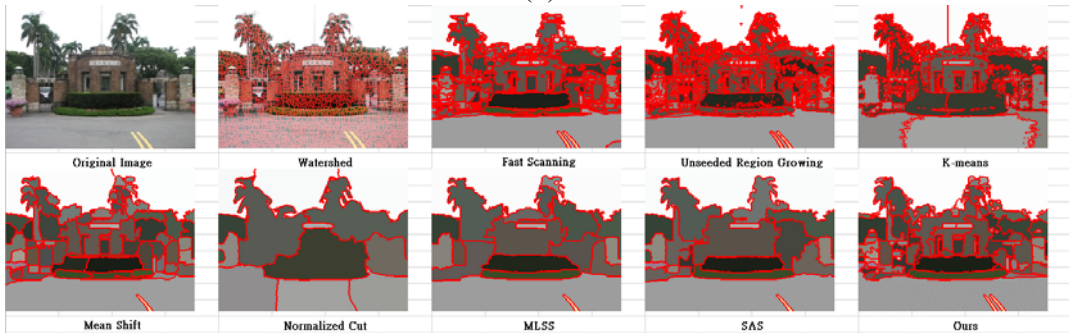 Original Image
Watershed
Fast Scanning
Unseeded Region Growing
K-means
Mean Shift
Normalized Cut
MLSS
SAS
Ours